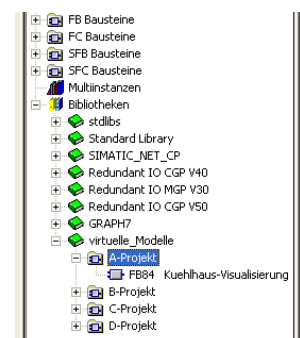 FB Bausteine
FC Bausteine
SFB Bausteine
SFC Bausteine
Multiinstanzen
Bibliotheken
stdlibs
Standard Library
SIMATIC_NET_CP
Redundant IO CGP V40
Redundant IO MGP V30
Redundant IO CGP V50
GRAPH7
virtuelle_Modelle
A-Projekt
FB84 Kuehlhaus-Visualisierung
B-Projekt
C-Projekt
D-Projekt